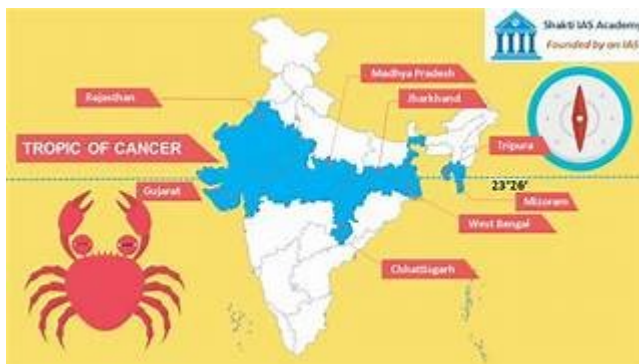 Shakti IAS Academy
Founded by an IAS
Madhya Pradesh
Rajasthan
Jharkhand
TROPIC OF CANCER
Tripura
23°26'
Gujarat
Mizoram
West Bengal
Chhattisgarh